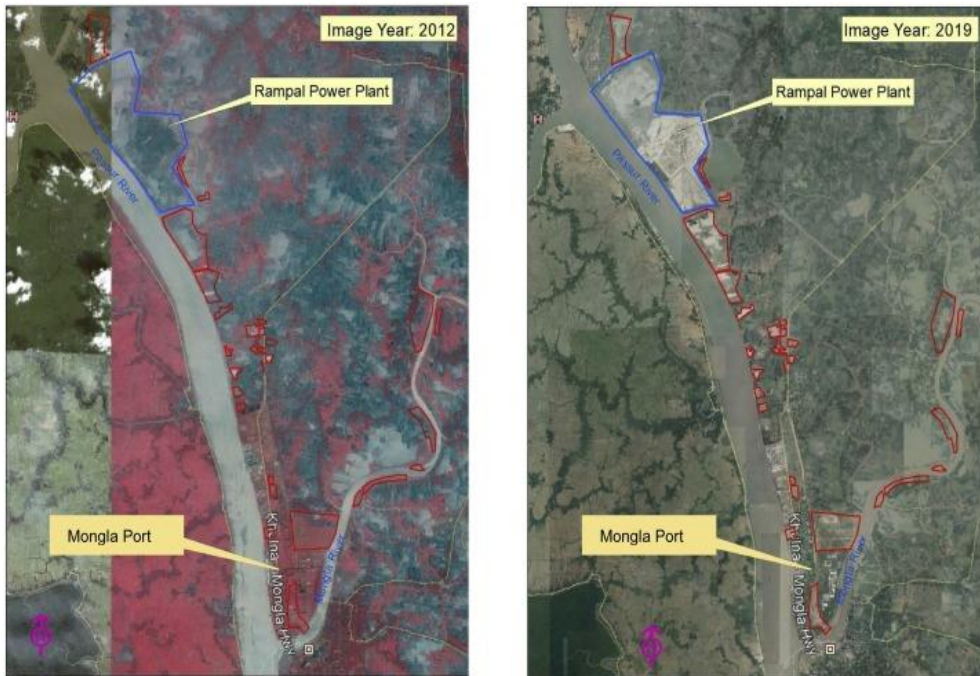 Image Year: 2012
Rampal Power Plant
Passur River
Mongla Port
Khulna / Mongla Hwy
Mongla River
H
Image Year: 2019
Rampal Power Plant
Passur River
Mongla Port
Khulna / Mongla Hwy
Mongla River
H